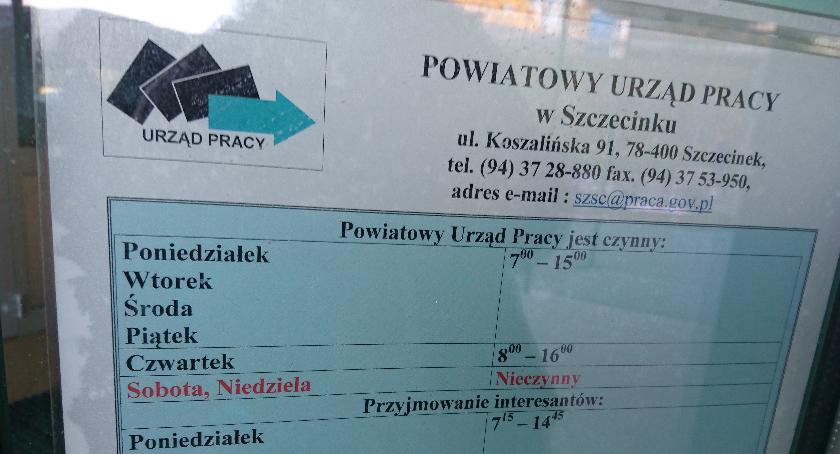 URZĄD PRACY
POWIATOWY URZĄD PRACY
w Szczecinku
ul. Koszalińska 91, 78-400 Szczecinek,
tel. (94) 37 28-880 fax. (94) 37 53-950,
adres e-mail : szsc@praca.gov.pl
Powiatowy Urząd Pracy jest czynny:
Poniedziałek 7⁰⁰ – 15⁰⁰
Wtorek
Środa
Piątek
Czwartek 8⁰⁰ – 16⁰⁰
Sobota, Niedziela Nieczynny
Przyjmowanie interesantów:
Poniedziałek 7¹⁵ – 14⁴⁵